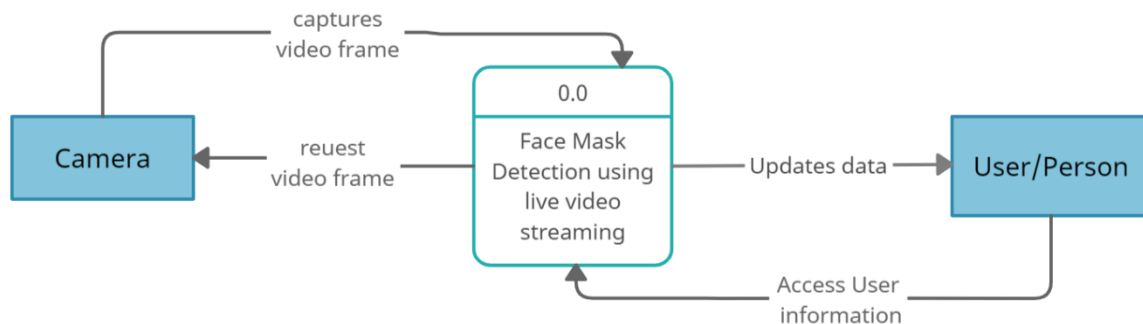 captures
video frame
0.0
Camera
reuest
video frame
Face Mask
Detection using
live video
streaming
Updates data
User/Person
Access User
information